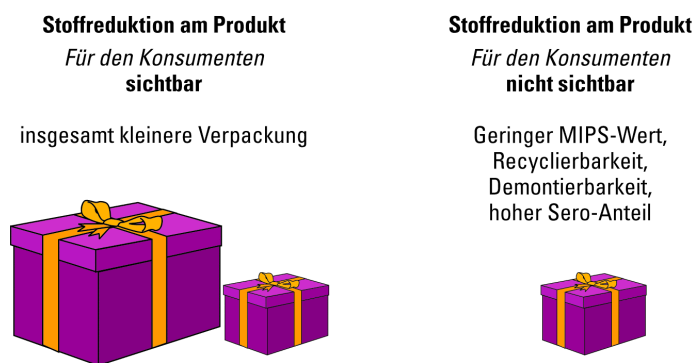 Stoffreduktion am Produkt
Für den Konsumenten
sichtbar
insgesamt kleinere Verpackung
Stoffreduktion am Produkt
Für den Konsumenten
nicht sichtbar
Geringer MIPS-Wert,
Recyclierbarkeit,
Demontierbarkeit,
hoher Sero-Anteil